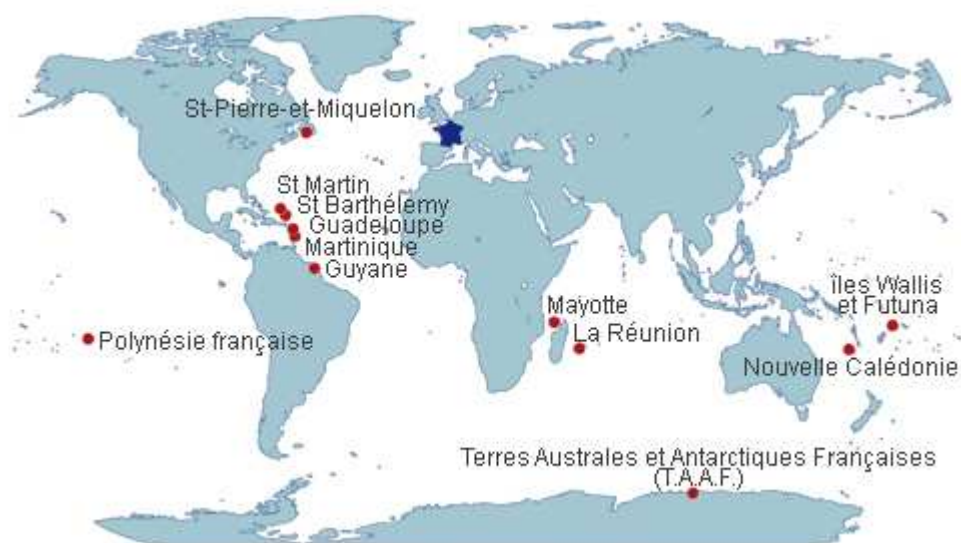 St-Pierre-et-Miquelon
St Martin
St Barthélemy
Guadeloupe
Martinique
Guyane
îles Wallis
et Futuna
Mayotte
La Réunion
Polynésie française
Nouvelle Calédonie
Terres Australes et Antarctiques Françaises
(T.A.A.F.)